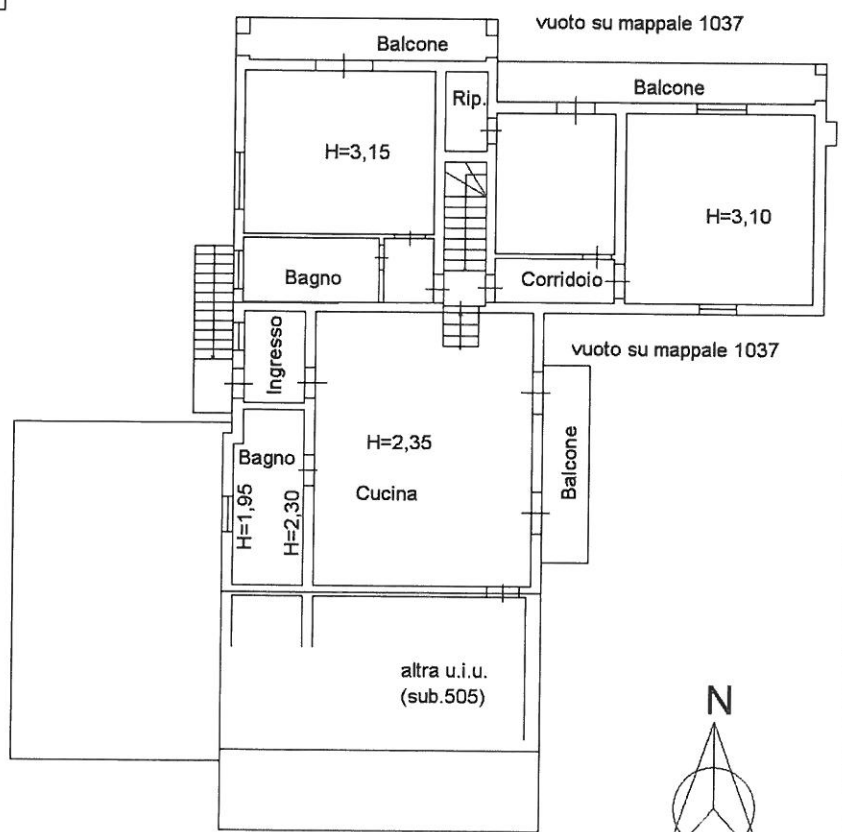 vuoto su mappale 1037
Balcone
Balcone
Rip.
H=3,15
H=3,10
Bagno
Corridoio
Ingresso
vuoto su mappale 1037
H=2,35
Cucina
Balcone
Bagno
H=1,95
H=2,30
altra u.i.u.
(sub.505)
N